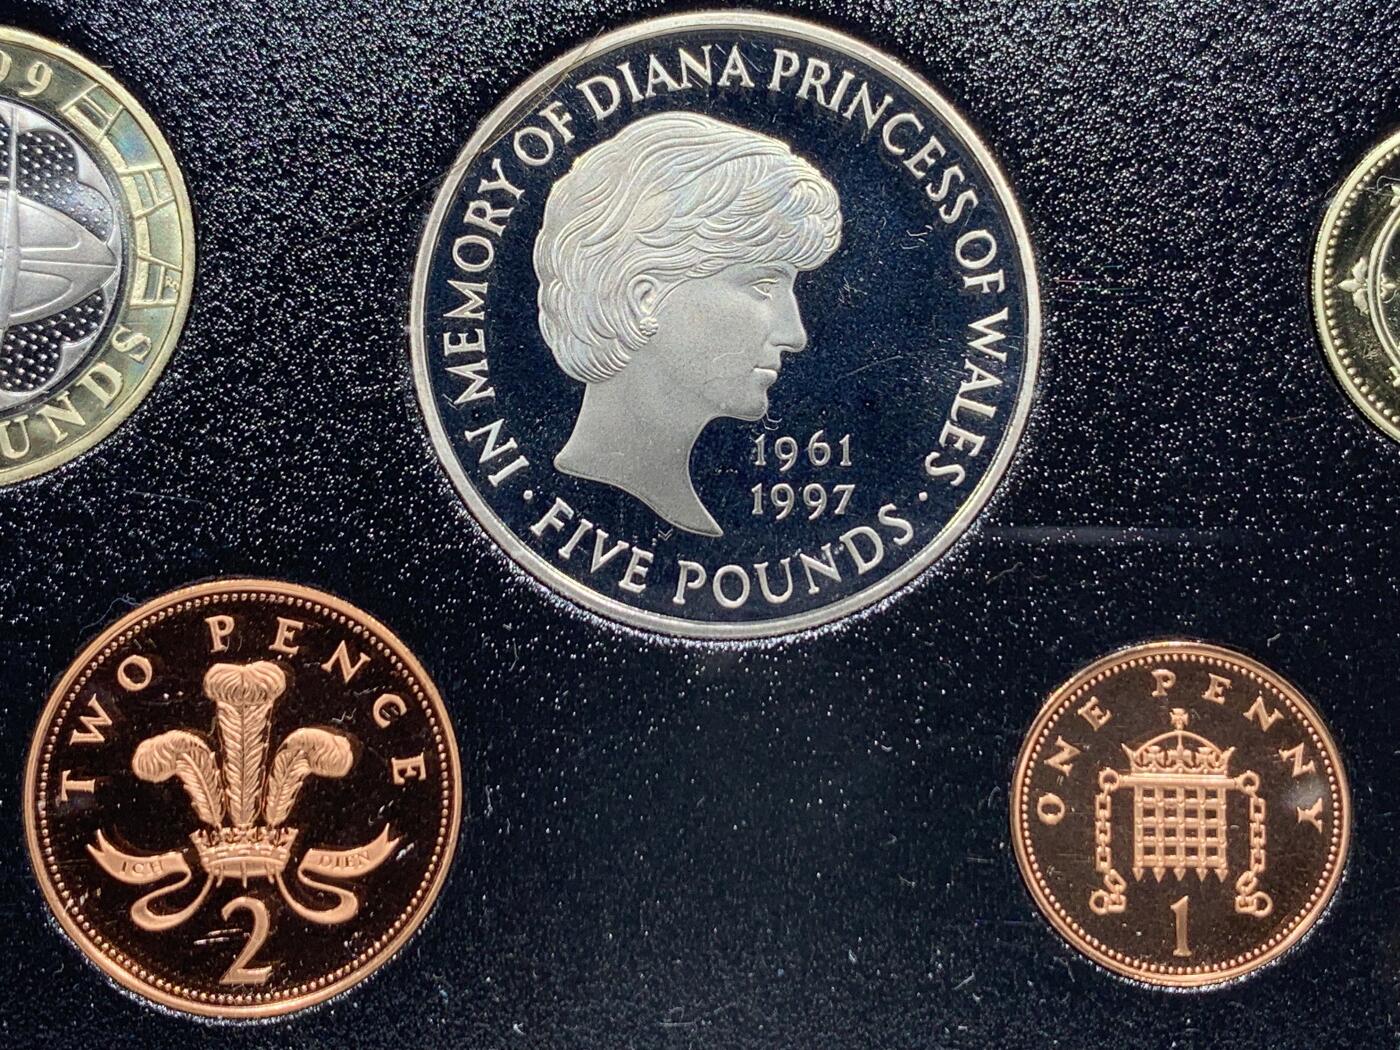 99
UNDS
IN MEMORY OF DIANA PRINCESS OF WALES
1961
1997
· FIVE POUNDS ·
TWO PENCE
ICH DIEN
2
ONE PENNY
1